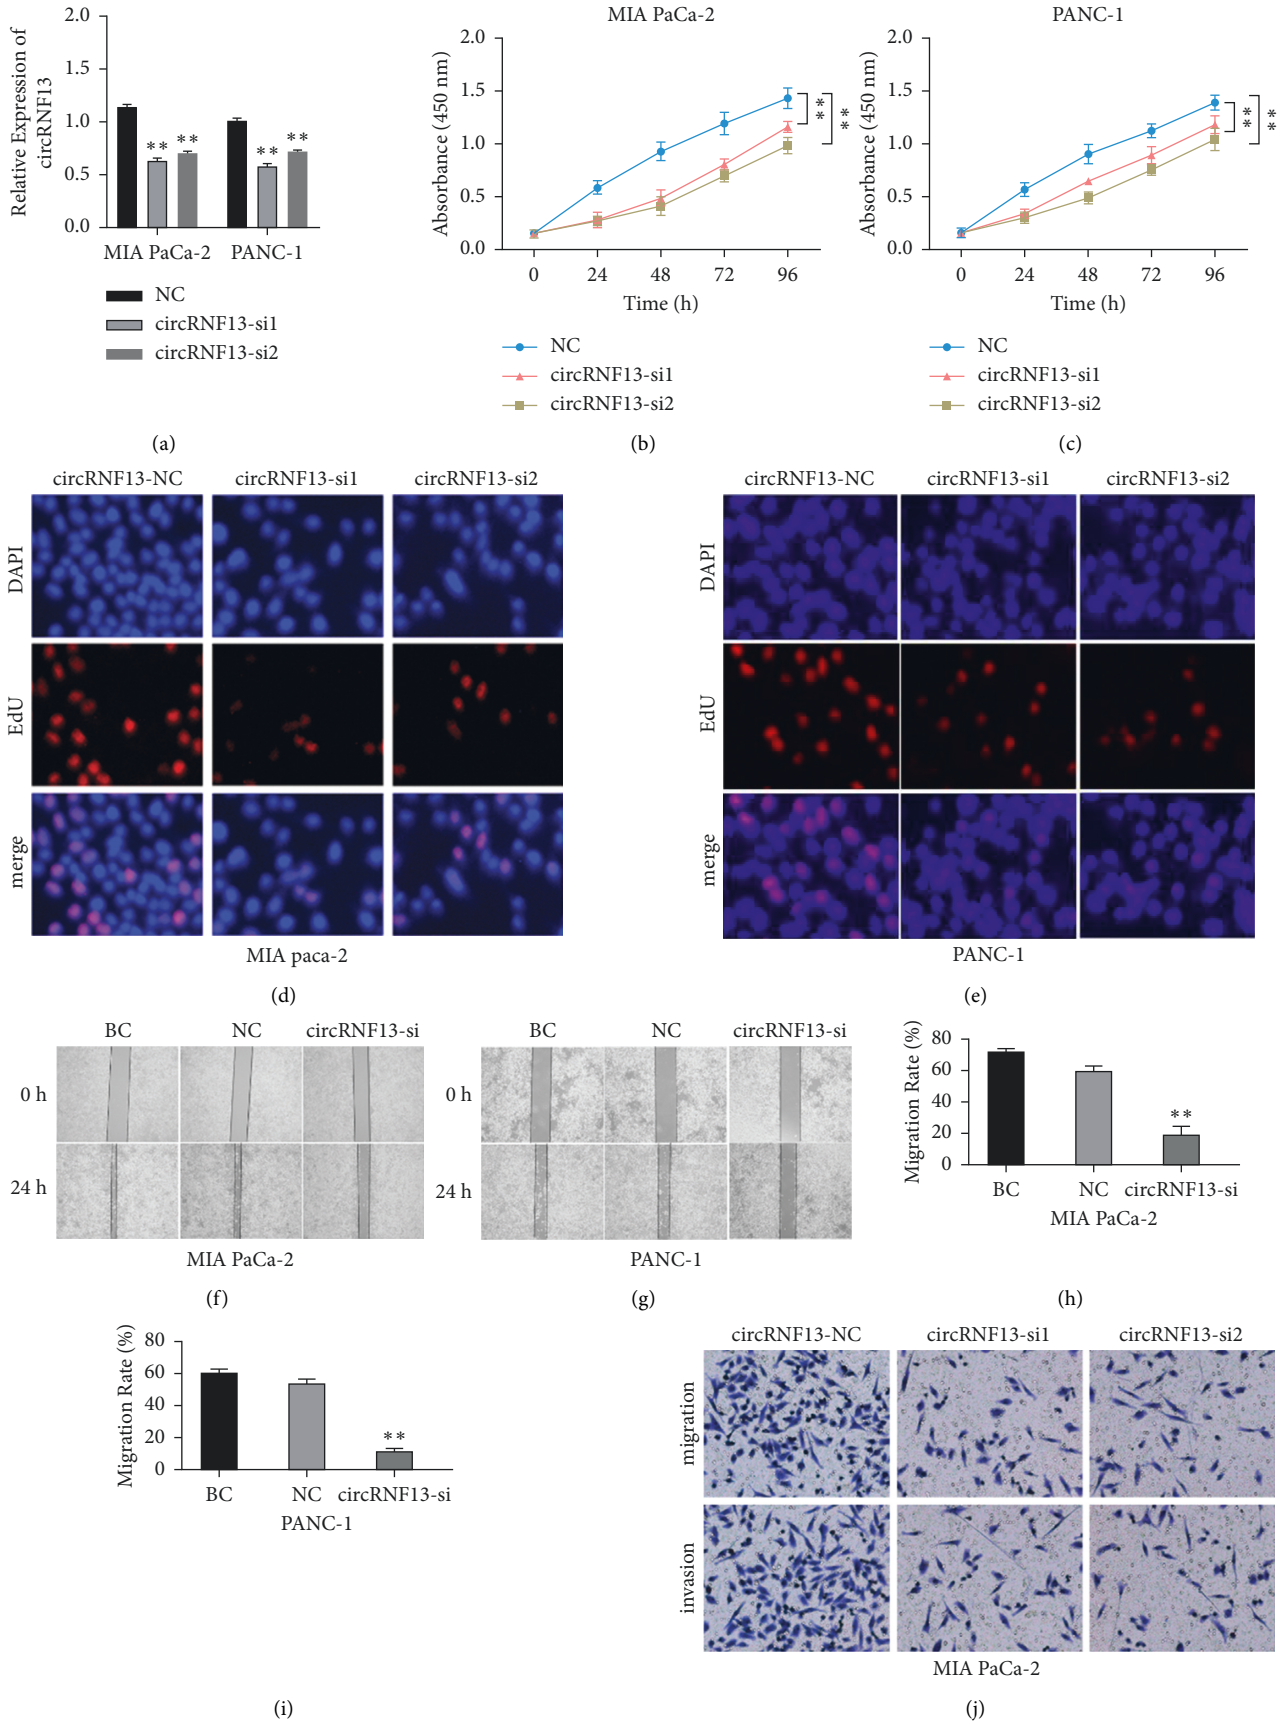 2.0
1.5
1.0
0.5
0.0
Relative Expression of
circRNF13
** ** ** **
MIA PaCa-2 PANC-1
NC
circRNF13-si1
circRNF13-si2
(a)
MIA PaCa-2
2.0
1.5
1.0
0.5
0.0
Absorbance (450 nm)
**
**
0 24 48 72 96
Time (h)
NC
circRNF13-si1
circRNF13-si2
(b)
PANC-1
2.0
1.5
1.0
0.5
0.0
Absorbance (450 nm)
**
**
0 24 48 72 96
Time (h)
NC
circRNF13-si1
circRNF13-si2
(c)
circRNF13-NC circRNF13-si1 circRNF13-si2
DAPI
EdU
merge
MIA paca-2
(d)
circRNF13-NC circRNF13-si1 circRNF13-si2
DAPI
EdU
merge
PANC-1
(e)
BC NC circRNF13-si
0 h
24 h
MIA PaCa-2
(f)
BC NC circRNF13-si
0 h
24 h
PANC-1
(g)
80
60
40
20
0
Migration Rate (%)
**
BC NC circRNF13-si
MIA PaCa-2
(h)
80
60
40
20
0
Migration Rate (%)
**
BC NC circRNF13-si
PANC-1
(i)
circRNF13-NC circRNF13-si1 circRNF13-si2
migration
invasion
MIA PaCa-2
(j)